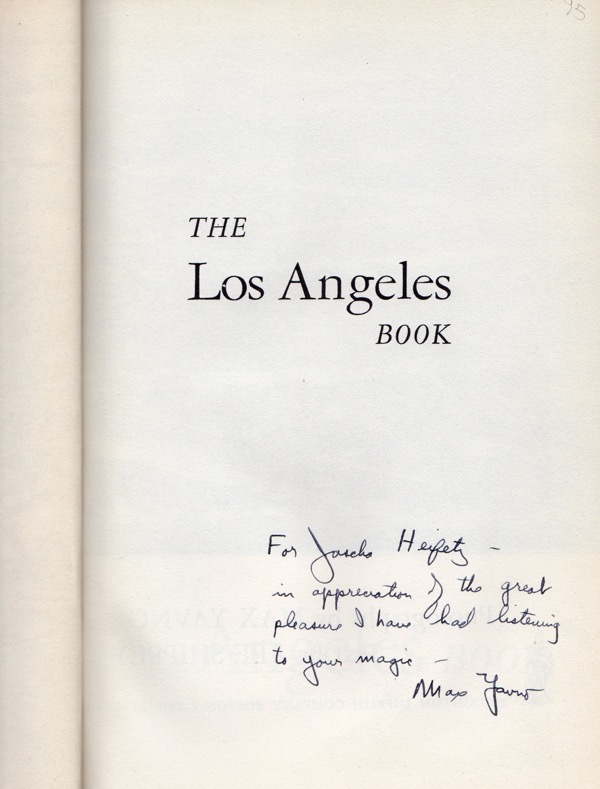 95
THE
Los Angeles
BOOK
For Jascha Heifetz –
in appreciation of the great
pleasure I have had listening
to your magic –
Max Yavno